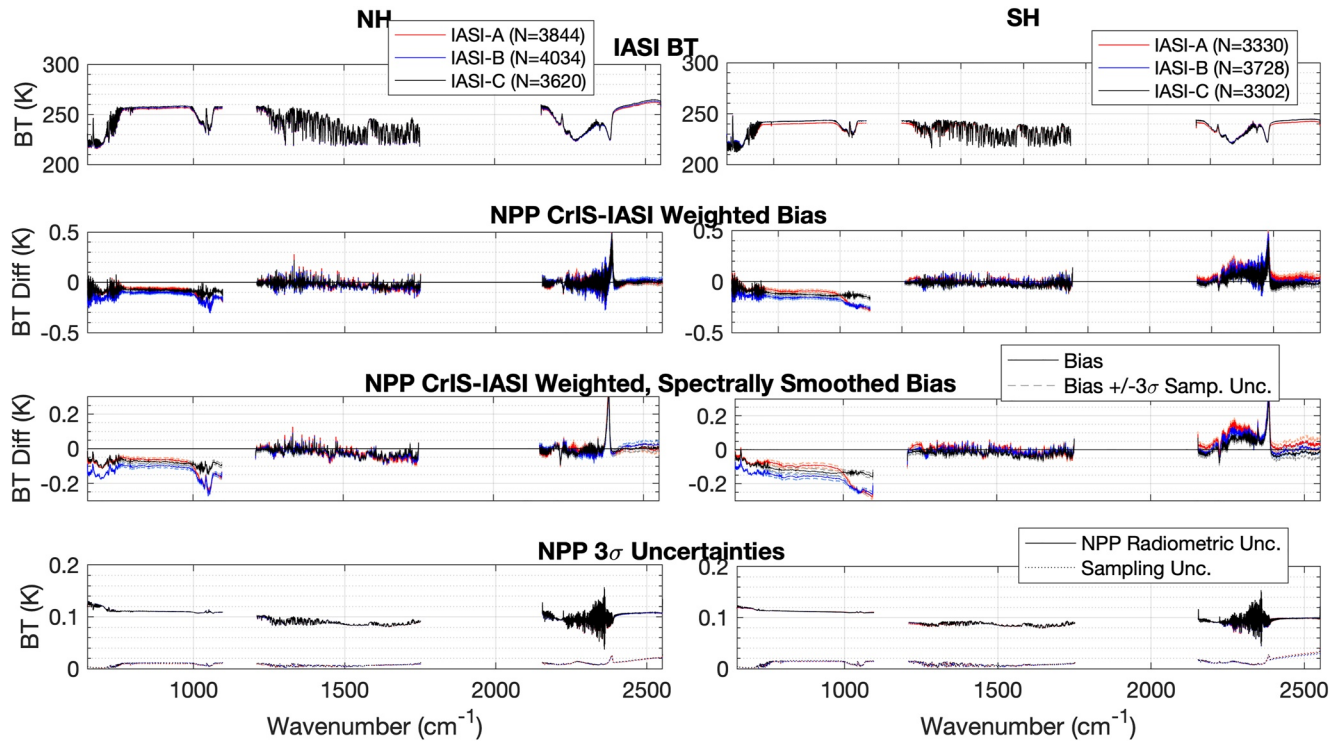 NH
SH
IASI-A (N=3844)
IASI-B (N=4034)
IASI-C (N=3620)
IASI BT
IASI-A (N=3330)
IASI-B (N=3728)
IASI-C (N=3302)
BT (K)
300
250
200
300
250
200
NPP CrIS-IASI Weighted Bias
BT Diff (K)
0.5
0
-0.5
0.5
0
-0.5
Bias
Bias +/-3σ Samp. Unc.
NPP CrIS-IASI Weighted, Spectrally Smoothed Bias
BT Diff (K)
0.2
0
-0.2
0.2
0
-0.2
NPP 3σ Uncertainties
NPP Radiometric Unc.
Sampling Unc.
BT (K)
0.2
0.1
0
0.2
0.1
0
1000 1500 2000 2500
1000 1500 2000 2500
Wavenumber (cm⁻¹)
Wavenumber (cm⁻¹)